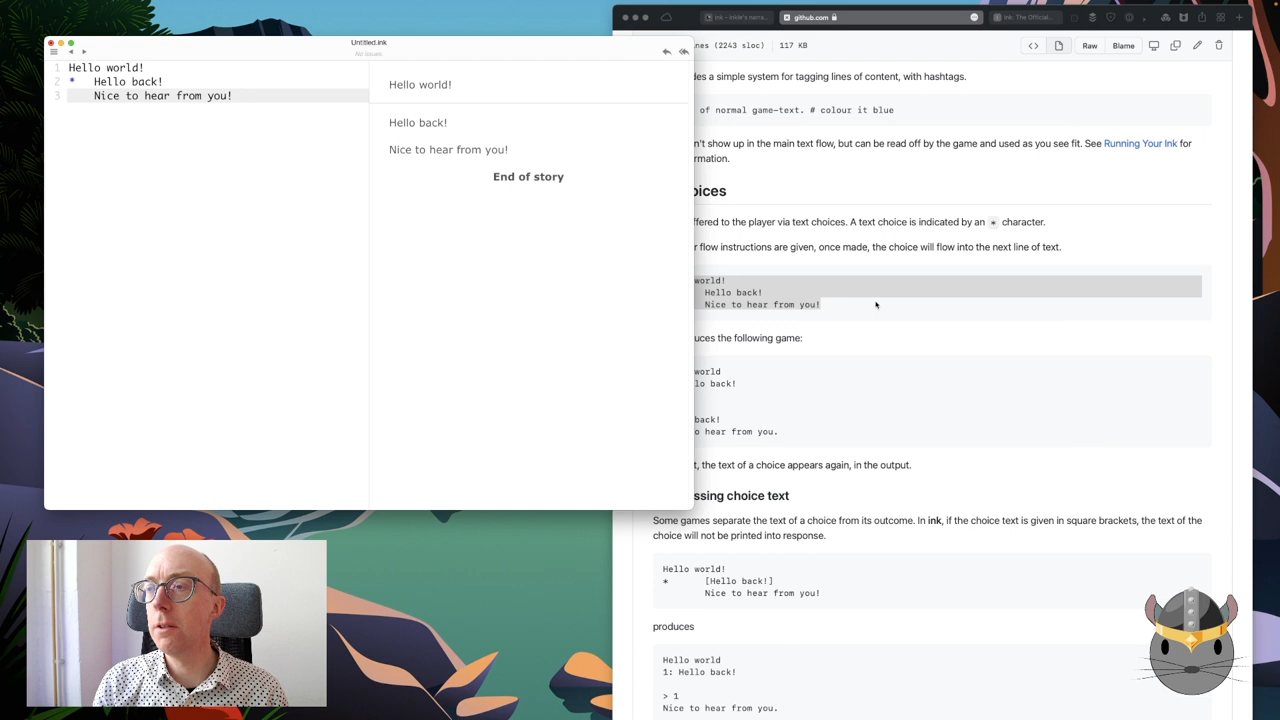 ink - inkle's narra...
github.com
Ink: The Official...
Untitled.ink
No issues.
1 Hello world!
2 * Hello back!
3 Nice to hear from you!
Hello world!
Hello back!
Nice to hear from you!
End of story
nes (2243 sloc) 117 KB
Raw
Blame
des a simple system for tagging lines of content, with hashtags.
of normal game-text. # colour it blue
n't show up in the main text flow, but can be read off by the game and used as you see fit. See Running Your Ink for
rmation.
oices
ffered to the player via text choices. A text choice is indicated by an * character.
r flow instructions are given, once made, the choice will flow into the next line of text.
world!
Hello back!
Nice to hear from you!
uces the following game:
world
lo back!
back!
o hear from you.
t, the text of a choice appears again, in the output.
ssing choice text
Some games separate the text of a choice from its outcome. In ink, if the choice text is given in square brackets, the text of the
choice will not be printed into response.
Hello world!
* [Hello back!]
Nice to hear from you!
produces
Hello world
1: Hello back!
> 1
Nice to hear from you.